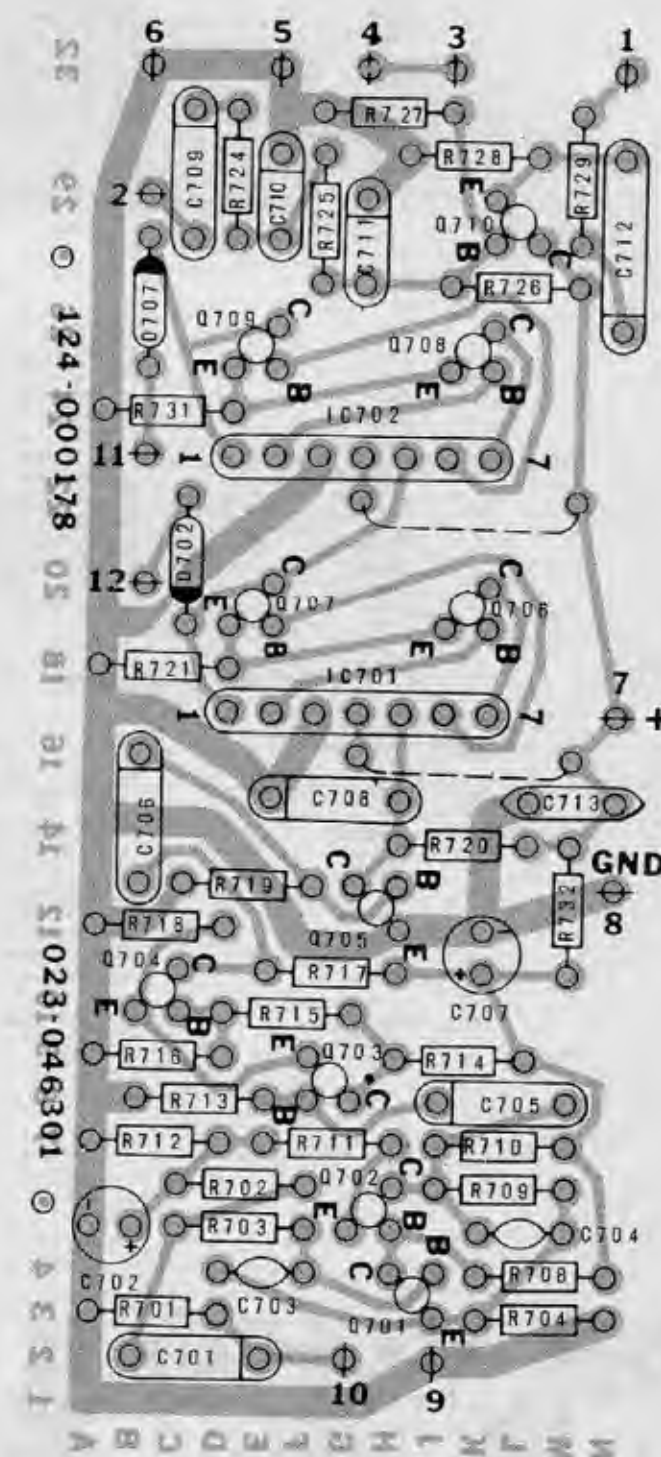 6 5 4 3 1
R727
R728
C709
R724
C710
R725
C711
R729
C712
E
2
Q710
B
C
R726
D707
Q709
C
Q708
C
E
B
E
B
R731
IC702
11
1
7
124-000178
D702
12
C
E
Q707
B
Q706
E
B
R721
IC701
1
7
7 +
C706
C708
C713
R720
GND
8
R719
C
B
R732
R718
Q705
E
Q704
C
R717
- +
C707
E
B
R715
E
Q703
R716
R714
R713
B
C
C705
023-046301
R712
R711
R710
R702
Q702
C
R709
- +
R703
E
B
B
C704
C702
C
R708
C703
R701
Q701
E
R704
C701
10
9